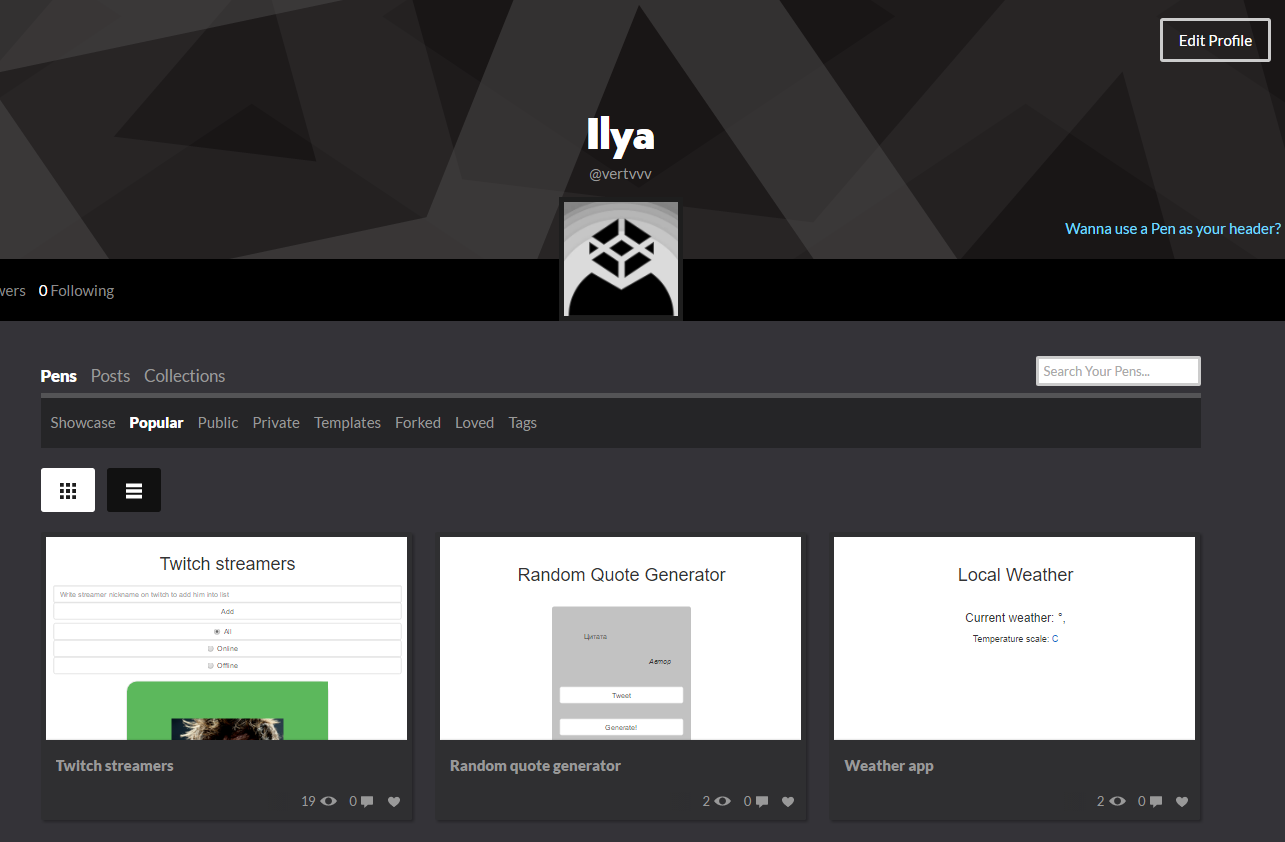 Edit Profile
Ilya
@vertvvv
Wanna use a Pen as your header?
wers 0 Following
Pens Posts Collections
Search Your Pens...
Showcase Popular Public Private Templates Forked Loved Tags
Twitch streamers
Write streamer nickname on twitch to add him into list
Add
All
Online
Offline
Twitch streamers
19 0
Random Quote Generator
Цитата
Автор
Tweet
Generate!
Random quote generator
2 0
Local Weather
Current weather: °,
Temperature scale: C
Weather app
2 0